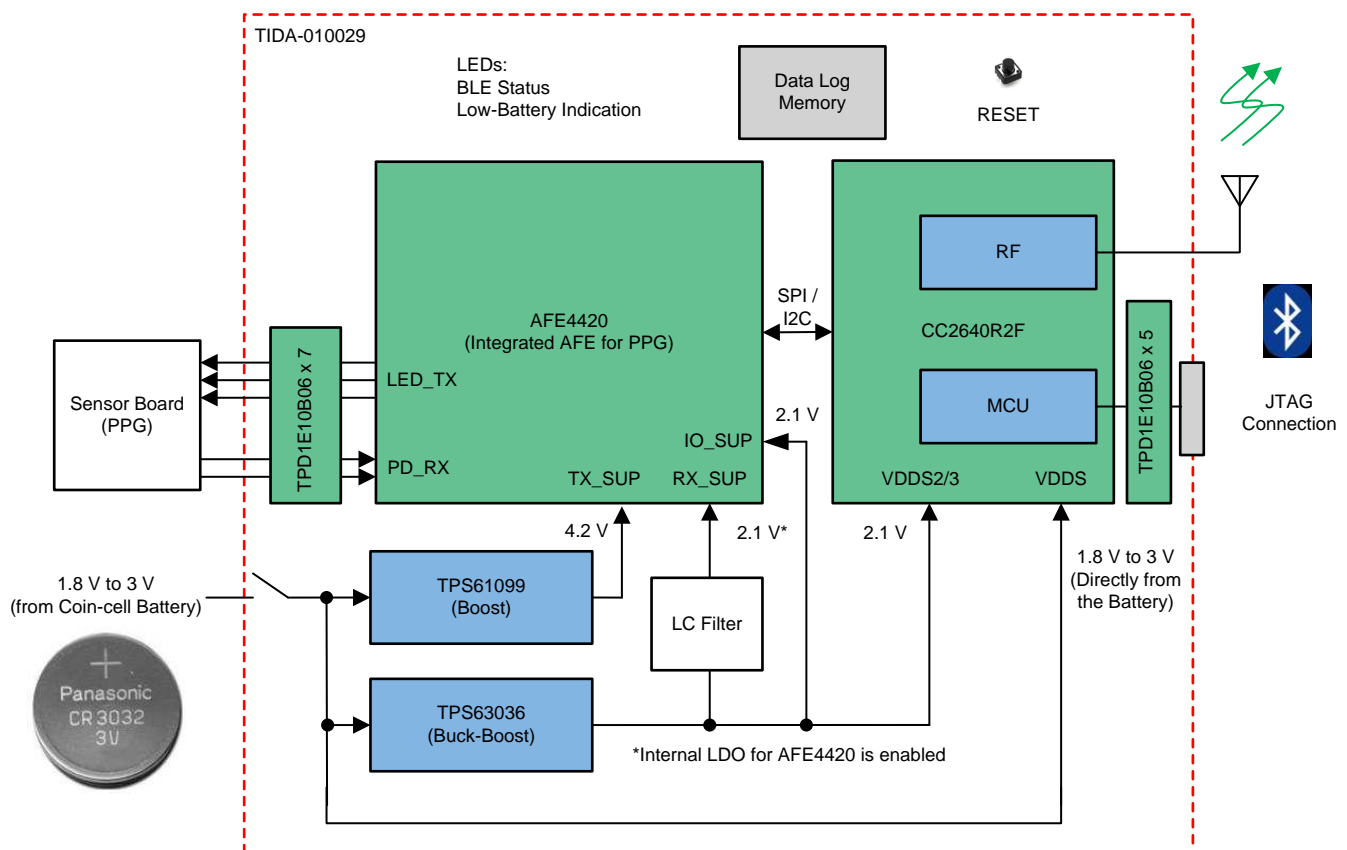 TIDA-010029
LEDs:
BLE Status
Low-Battery Indication
Data Log
Memory
RESET
AFE4420
(Integrated AFE for PPG)
LED_TX
PD_RX
IO_SUP
TX_SUP
RX_SUP
SPI /
I2C
RF
CC2640R2F
MCU
VDDS2/3
VDDS
TPD1E10B06 x 5
JTAG
Connection
Sensor Board
(PPG)
TPD1E10B06 x 7
2.1 V
4.2 V
2.1 V*
2.1 V
1.8 V to 3 V
(Directly from
the Battery)
1.8 V to 3 V
(from Coin-cell Battery)
TPS61099
(Boost)
LC Filter
TPS63036
(Buck-Boost)
*Internal LDO for AFE4420 is enabled
Panasonic
CR3032
3V